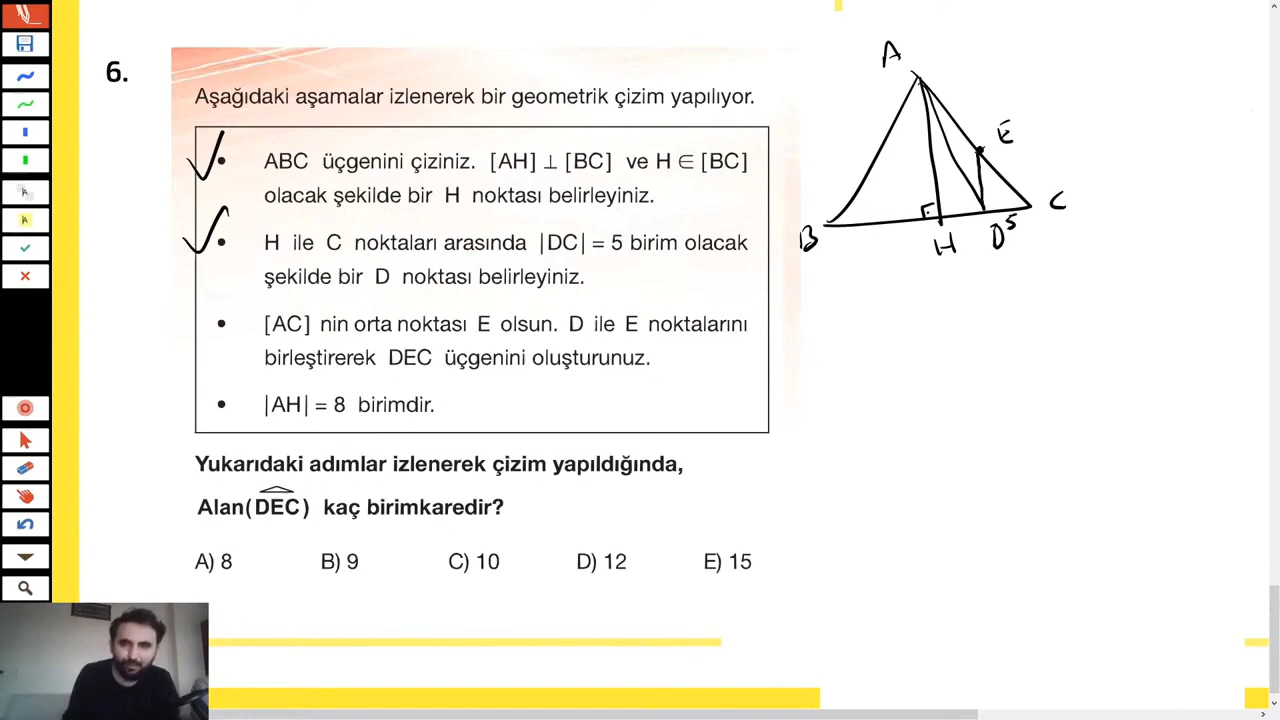 6.
Aşağıdaki aşamalar izlenerek bir geometrik çizim yapılıyor.
• ABC üçgenini çiziniz. [AH] ⊥ [BC] ve H ∈ [BC]
olacak şekilde bir H noktası belirleyiniz.
• H ile C noktaları arasında |DC| = 5 birim olacak
şekilde bir D noktası belirleyiniz.
• [AC] nin orta noktası E olsun. D ile E noktalarını
birleştirerek DEC üçgenini oluşturunuz.
• |AH| = 8 birimdir.
Yukarıdaki adımlar izlenerek çizim yapıldığında,
Alan(DEC) kaç birimkaredir?
A) 8 B) 9 C) 10 D) 12 E) 15
A
E
B H D 5 C